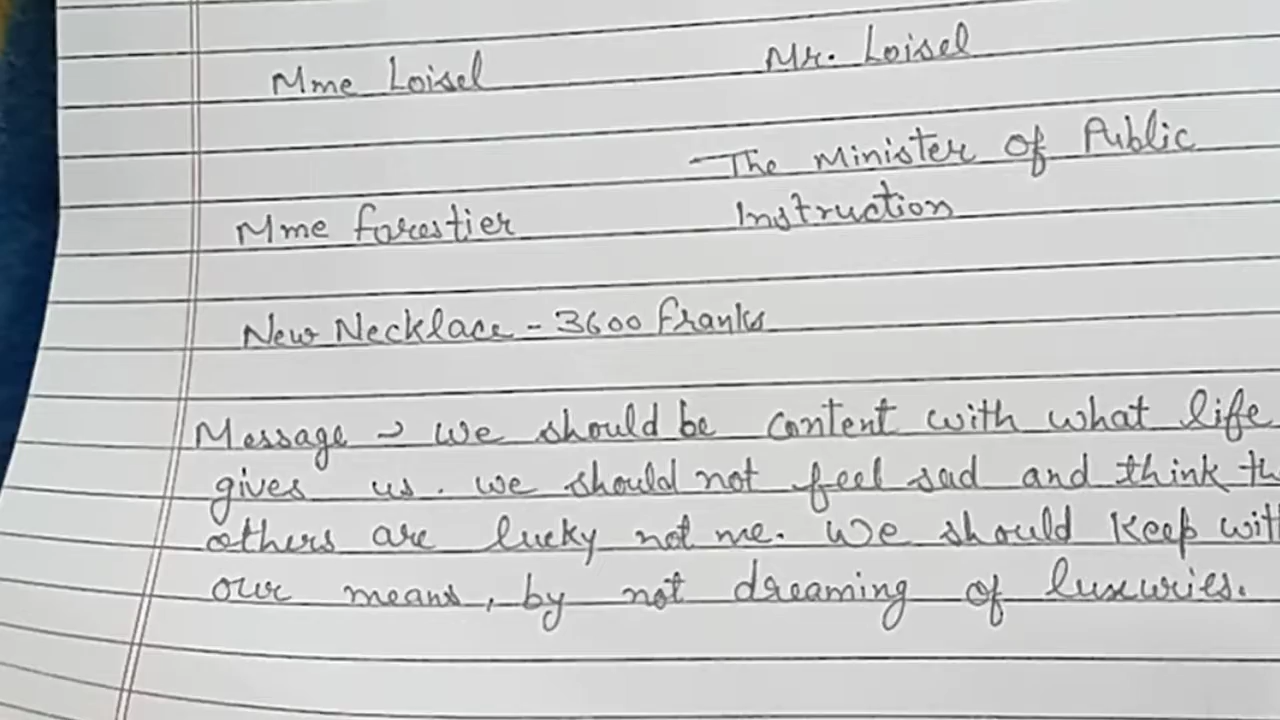 Mme Loisel Mr. Loisel
The Minister of Public
Mme Forestier Instruction
New Necklace - 3600 Franks
Message → We should be content with what life
gives us. We should not feel sad and think
others are lucky not me. We should Keep
our means, by not dreaming of luxuries.